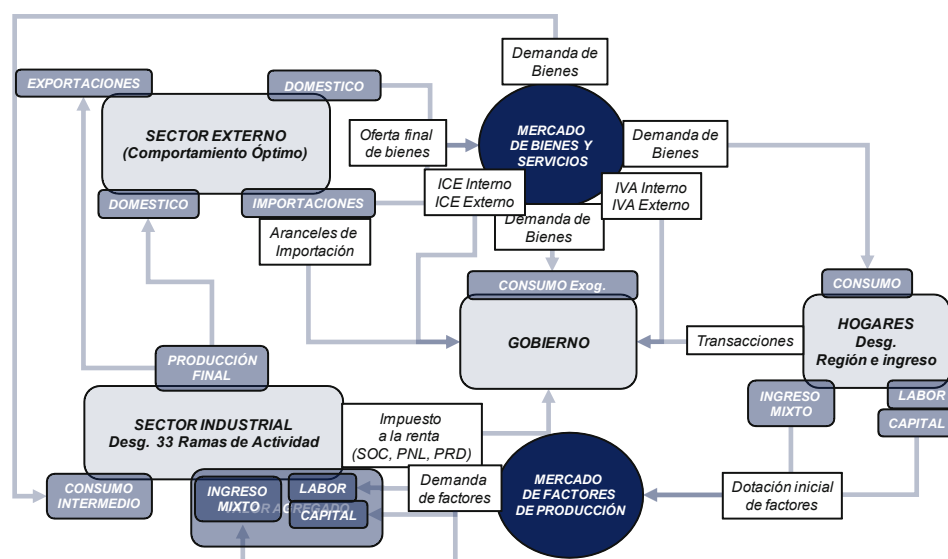 Demanda de
Bienes
EXPORTACIONES
DOMESTICO
SECTOR EXTERNO
(Comportamiento Óptimo)
Oferta final
de bienes
MERCADO
DE BIENES Y
SERVICIOS
Demanda de
Bienes
DOMESTICO
IMPORTACIONES
ICE Interno
ICE Externo
IVA Interno
IVA Externo
Demanda de
Bienes
Aranceles de
Importación
CONSUMO Exog.
GOBIERNO
CONSUMO
HOGARES
Desg.
Región e ingreso
Transacciones
PRODUCCIÓN
FINAL
INGRESO
MIXTO
LABOR
CAPITAL
SECTOR INDUSTRIAL
Desg. 33 Ramas de Actividad
Impuesto
a la renta
(SOC, PNL, PRD)
MERCADO
DE FACTORES
DE PRODUCCIÓN
CONSUMO
INTERMEDIO
INGRESO
MIXTO
LABOR
CAPITAL
AGREGADO
Demanda
de factores
Dotación inicial
de factores